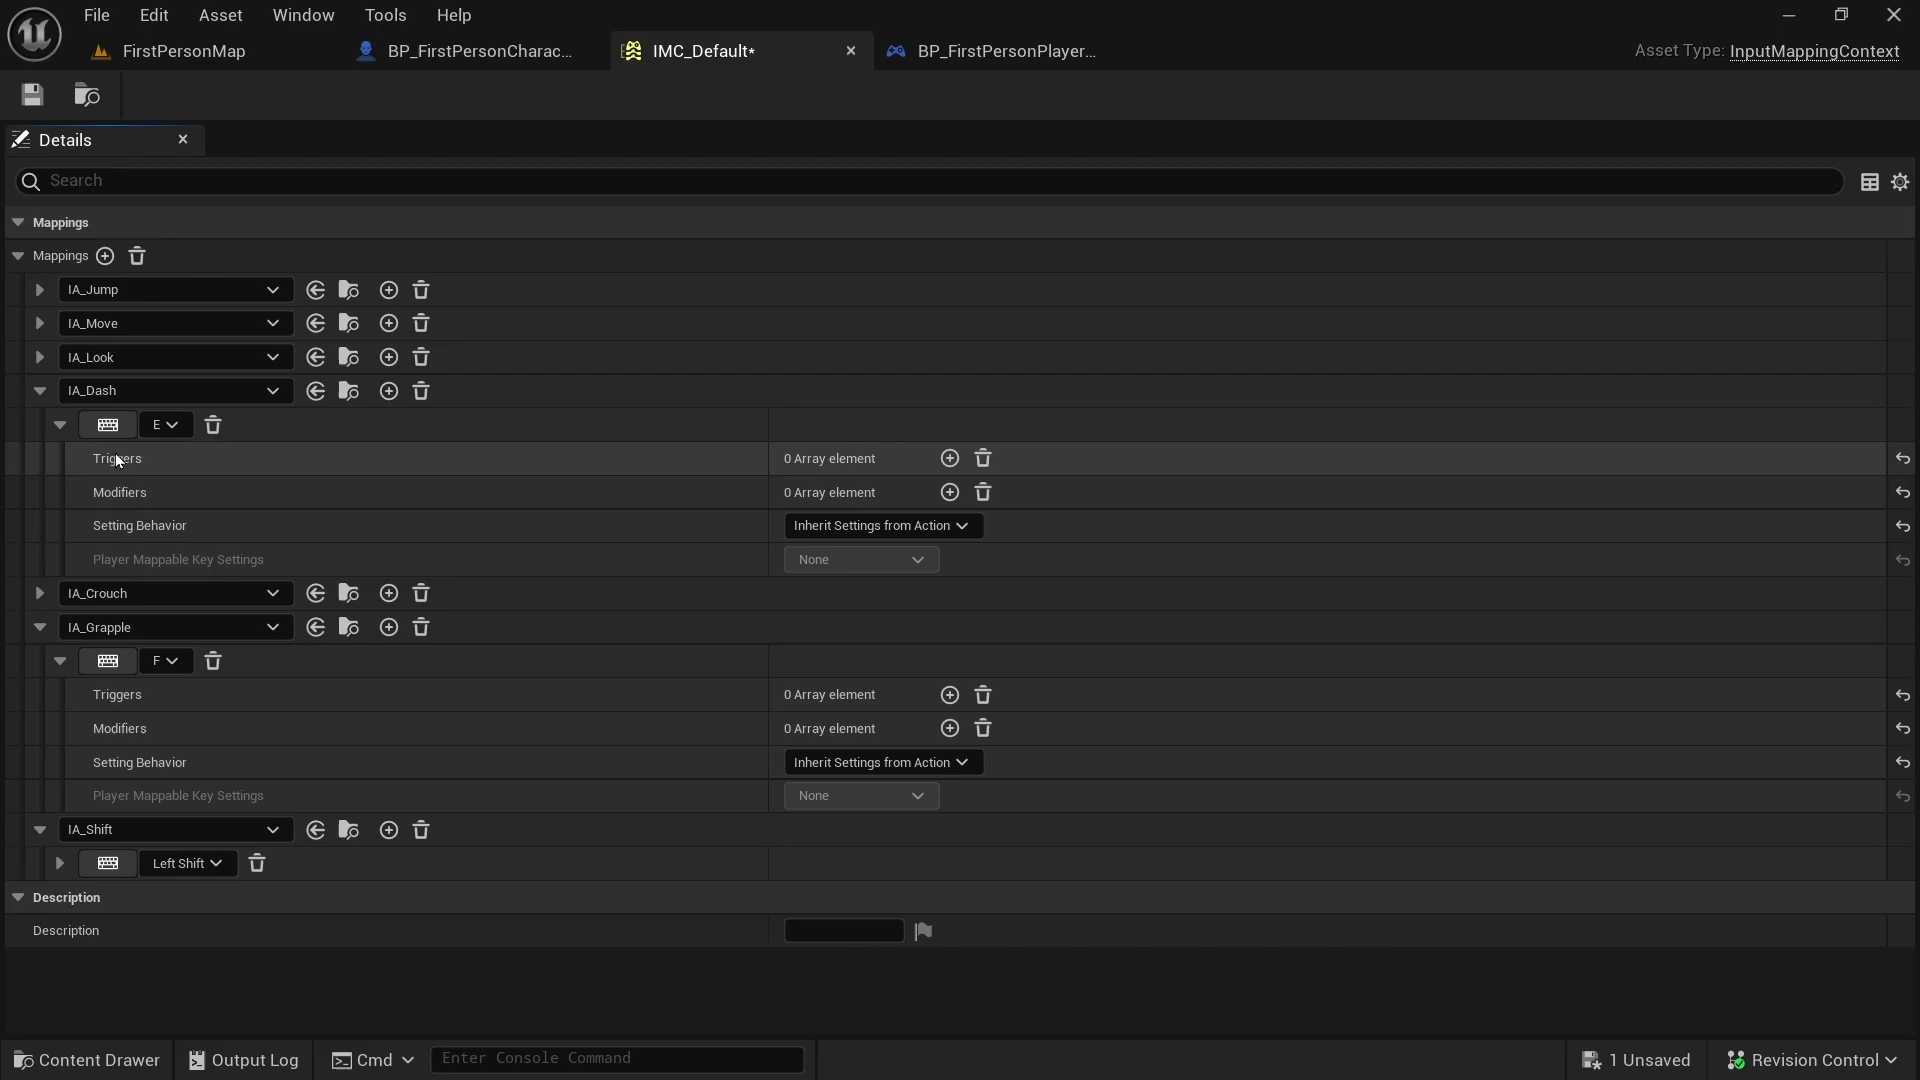 File Edit Asset Window Tools Help
FirstPersonMap BP_FirstPersonCharac... IMC_Default* BP_FirstPersonPlayer... Asset Type: InputMappingContext
Details
Search
Mappings
Mappings
IA_Jump
IA_Move
IA_Look
IA_Dash
E
Triggers 0 Array element
Modifiers 0 Array element
Setting Behavior Inherit Settings from Action
Player Mappable Key Settings None
IA_Crouch
IA_Grapple
F
Triggers 0 Array element
Modifiers 0 Array element
Setting Behavior Inherit Settings from Action
Player Mappable Key Settings None
IA_Shift
Left Shift
Description
Description
Content Drawer Output Log Cmd Enter Console Command 1 Unsaved Revision Control